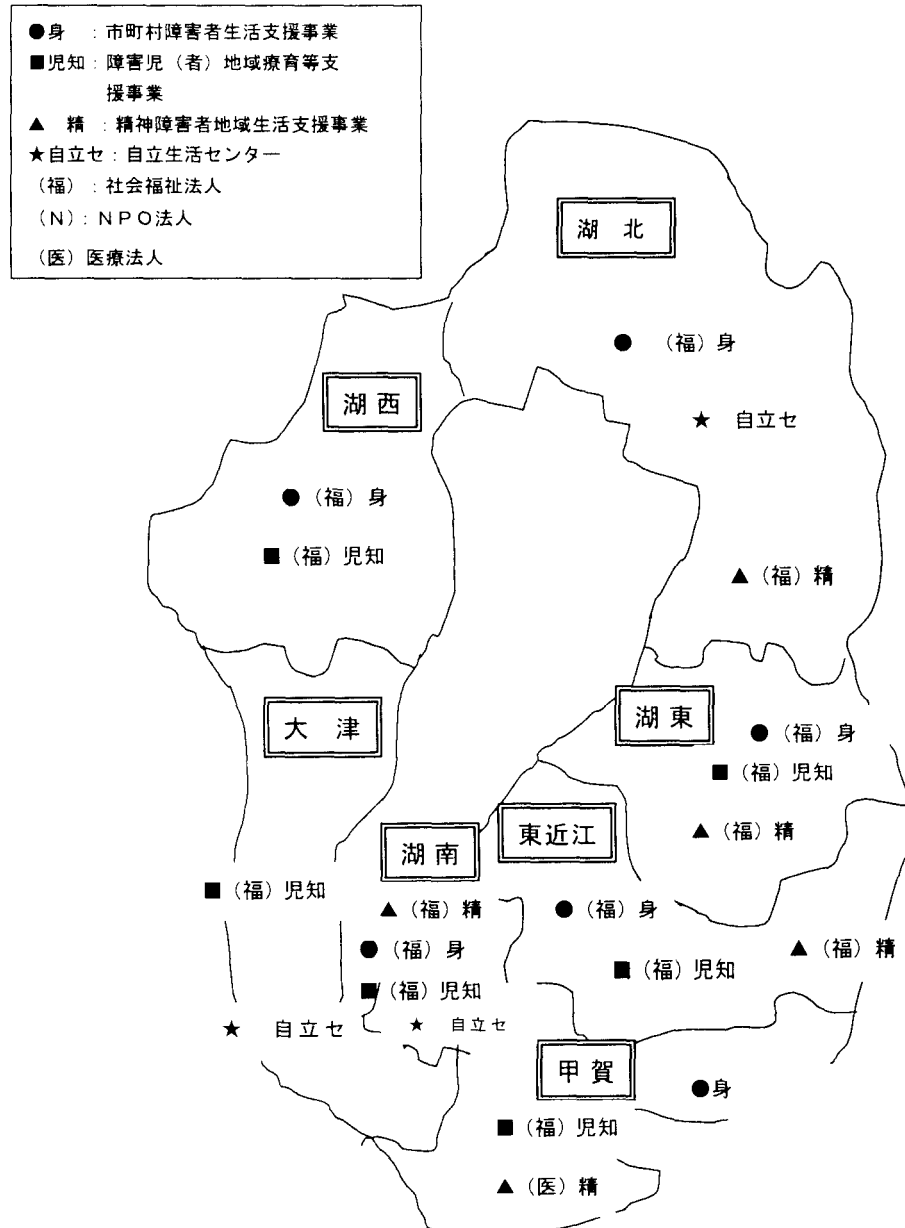 ●身 : 市町村障害者生活支援事業
■児知 : 障害児（者）地域療育等支
援事業
▲ 精 : 精神障害者地域生活支援事業
★自立セ : 自立生活センター
（福） : 社会福祉法人
（N） : NPO法人
（医）医療法人
湖 北
● （福）身
湖西
★ 自立セ
● （福）身
■ （福）児知
▲ （福）精
大 津
湖東
● （福）身
■ （福）児知
東近江
▲ （福）精
湖南
■ （福）児知
▲ （福）精
● （福）身
● （福）身
▲ （福）精
■ （福）児知
■ （福）児知
★ 自立セ
★ 自立セ
甲賀
●身
■ （福）児知
▲ （医）精